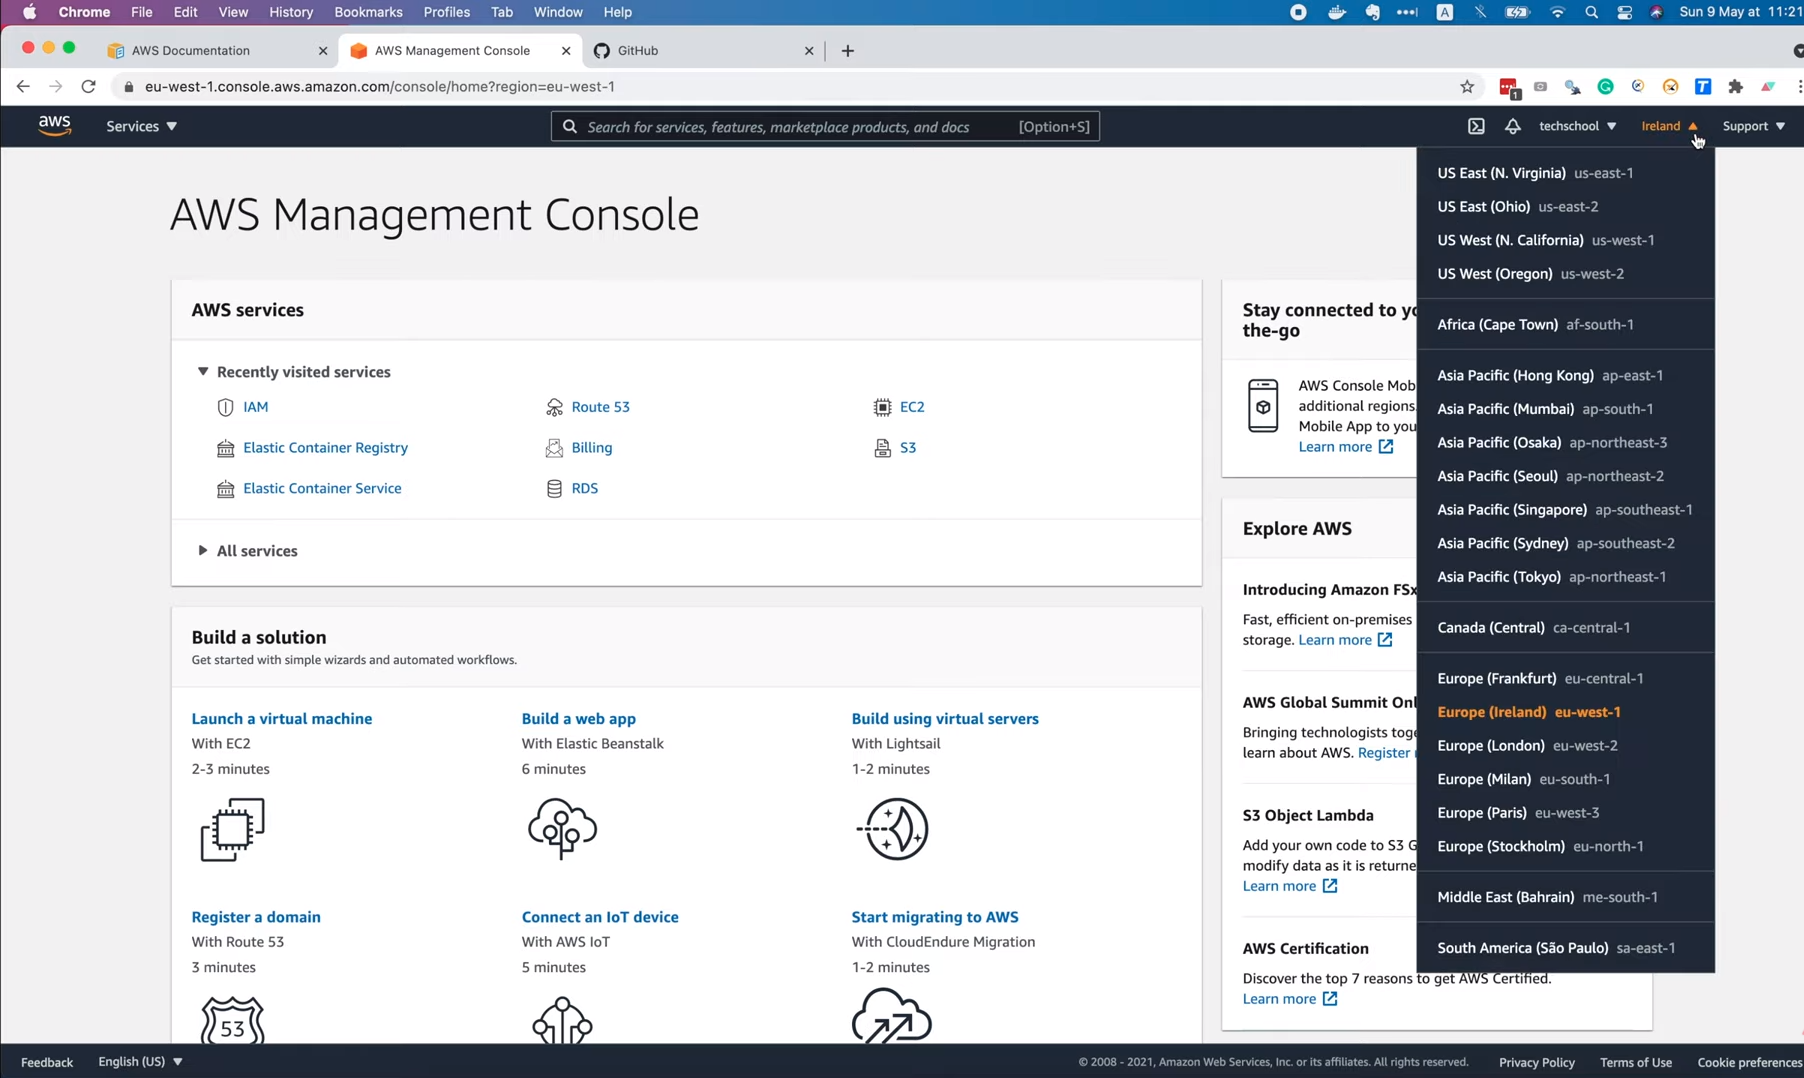 Chrome File Edit View History Bookmarks Profiles Tab Window Help
A
Sun 9 May at 11:21
AWS Documentation
AWS Management Console
GitHub
eu-west-1.console.aws.amazon.com/console/home?region=eu-west-1
1
T
aws
Services
Search for services, features, marketplace products, and docs [Option+S]
techschool
Ireland
Support
AWS Management Console
AWS services
Recently visited services
IAM
Route 53
EC2
Elastic Container Registry
Billing
S3
Elastic Container Service
RDS
All services
Build a solution
Get started with simple wizards and automated workflows.
Launch a virtual machine
With EC2
2-3 minutes
Build a web app
With Elastic Beanstalk
6 minutes
Build using virtual servers
With Lightsail
1-2 minutes
Register a domain
With Route 53
3 minutes
53
Connect an IoT device
With AWS IoT
5 minutes
Start migrating to AWS
With CloudEndure Migration
1-2 minutes
Stay connected to yo
the-go
AWS Console Mob
additional regions.
Mobile App to you
Learn more
Explore AWS
Introducing Amazon FSx
Fast, efficient on-premises
storage. Learn more
AWS Global Summit Onl
Bringing technologists toge
learn about AWS. Register
S3 Object Lambda
Add your own code to S3 G
modify data as it is returne
Learn more
AWS Certification
Discover the top 7 reasons to get AWS Certified.
Learn more
US East (N. Virginia) us-east-1
US East (Ohio) us-east-2
US West (N. California) us-west-1
US West (Oregon) us-west-2
Africa (Cape Town) af-south-1
Asia Pacific (Hong Kong) ap-east-1
Asia Pacific (Mumbai) ap-south-1
Asia Pacific (Osaka) ap-northeast-3
Asia Pacific (Seoul) ap-northeast-2
Asia Pacific (Singapore) ap-southeast-1
Asia Pacific (Sydney) ap-southeast-2
Asia Pacific (Tokyo) ap-northeast-1
Canada (Central) ca-central-1
Europe (Frankfurt) eu-central-1
Europe (Ireland) eu-west-1
Europe (London) eu-west-2
Europe (Milan) eu-south-1
Europe (Paris) eu-west-3
Europe (Stockholm) eu-north-1
Middle East (Bahrain) me-south-1
South America (São Paulo) sa-east-1
Feedback
English (US)
© 2008 - 2021, Amazon Web Services, Inc. or its affiliates. All rights reserved.
Privacy Policy
Terms of Use
Cookie preferences